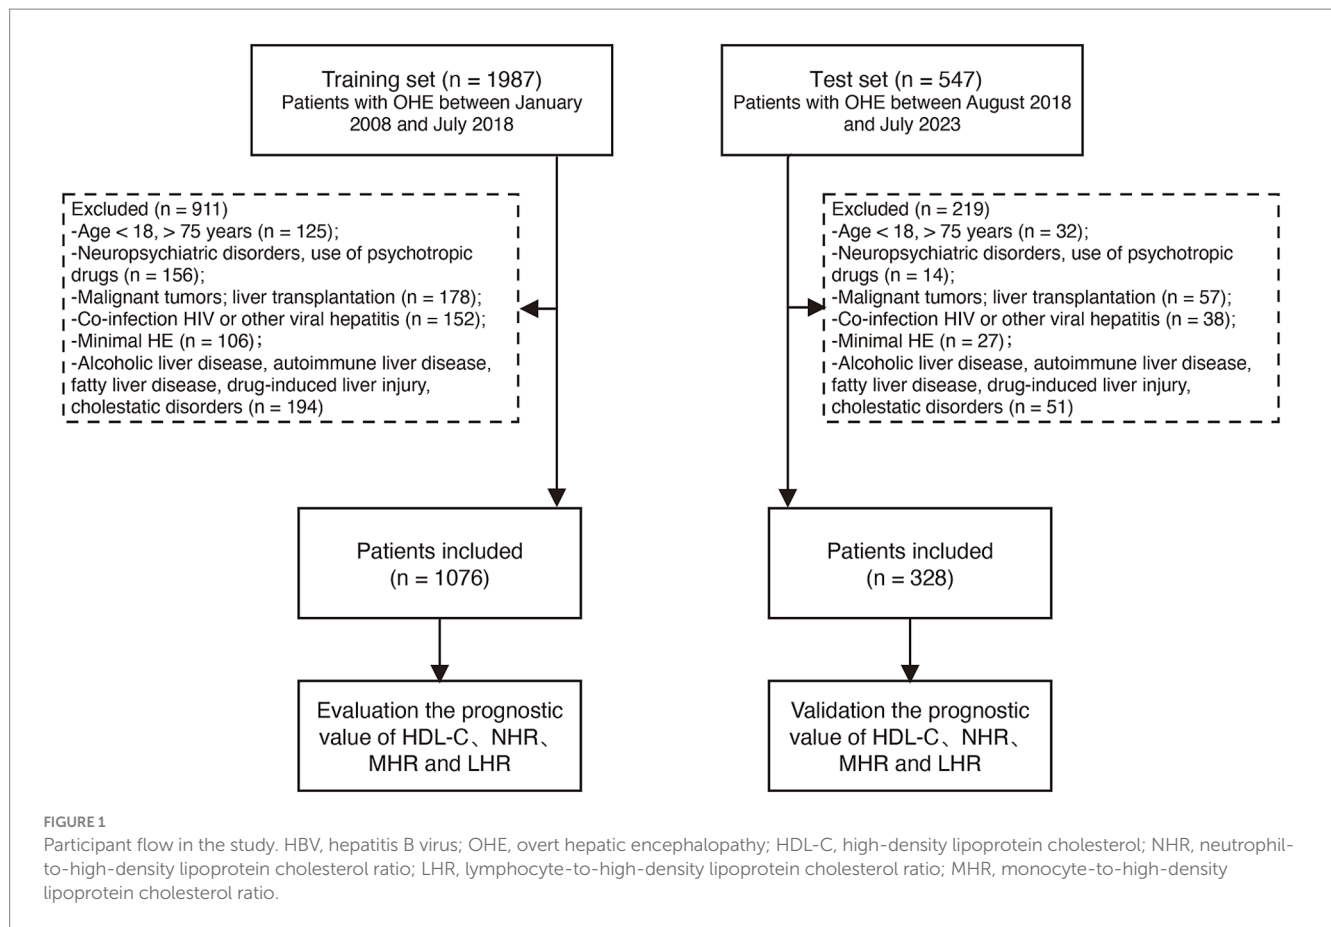 Training set (n = 1987)
Patients with OHE between January
2008 and July 2018
Test set (n = 547)
Patients with OHE between August 2018
and July 2023
Excluded (n = 911)
-Age < 18, > 75 years (n = 125);
-Neuropsychiatric disorders, use of psychotropic
drugs (n = 156);
-Malignant tumors; liver transplantation (n = 178);
-Co-infection HIV or other viral hepatitis (n = 152);
-Minimal HE (n = 106);
-Alcoholic liver disease, autoimmune liver disease,
fatty liver disease, drug-induced liver injury,
cholestatic disorders (n = 194)
Excluded (n = 219)
-Age < 18, > 75 years (n = 32);
-Neuropsychiatric disorders, use of psychotropic
drugs (n = 14);
-Malignant tumors; liver transplantation (n = 57);
-Co-infection HIV or other viral hepatitis (n = 38);
-Minimal HE (n = 27);
-Alcoholic liver disease, autoimmune liver disease,
fatty liver disease, drug-induced liver injury,
cholestatic disorders (n = 51)
Patients included
(n = 1076)
Patients included
(n = 328)
Evaluation the prognostic
value of HDL-C、NHR、
MHR and LHR
Validation the prognostic
value of HDL-C、NHR、
MHR and LHR
FIGURE 1
Participant flow in the study. HBV, hepatitis B virus; OHE, overt hepatic encephalopathy; HDL-C, high-density lipoprotein cholesterol; NHR, neutrophil-
to-high-density lipoprotein cholesterol ratio; LHR, lymphocyte-to-high-density lipoprotein cholesterol ratio; MHR, monocyte-to-high-density
lipoprotein cholesterol ratio.